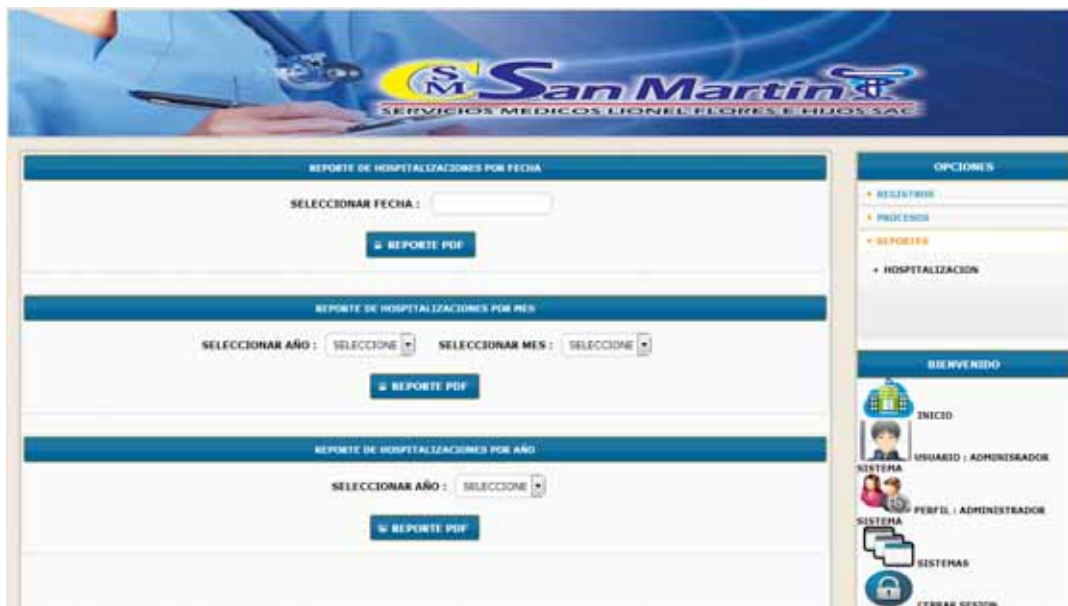 CSM San Martin
SERVICIOS MEDICOS LIONEL FLORES E HIJOS SAC
REPORTE DE HOSPITALIZACIONES POR FECHA
SELECCIONAR FECHA :
REPORTE PDF
REPORTE DE HOSPITALIZACIONES POR MES
SELECCIONAR AÑO : SELECCIONE SELECCIONAR MES : SELECCIONE
REPORTE PDF
REPORTE DE HOSPITALIZACIONES POR AÑO
SELECCIONAR AÑO : SELECCIONE
REPORTE PDF
OPCIONES
REGISTROS
PROCESOS
REPORTES
HOSPITALIZACION
BIENVENIDO
INICIO
USUARIO : ADMINISRADOR
SISTEMA
PERFIL : ADMINISTRADOR
SISTEMA
SISTEMAS
CERRAR SESION